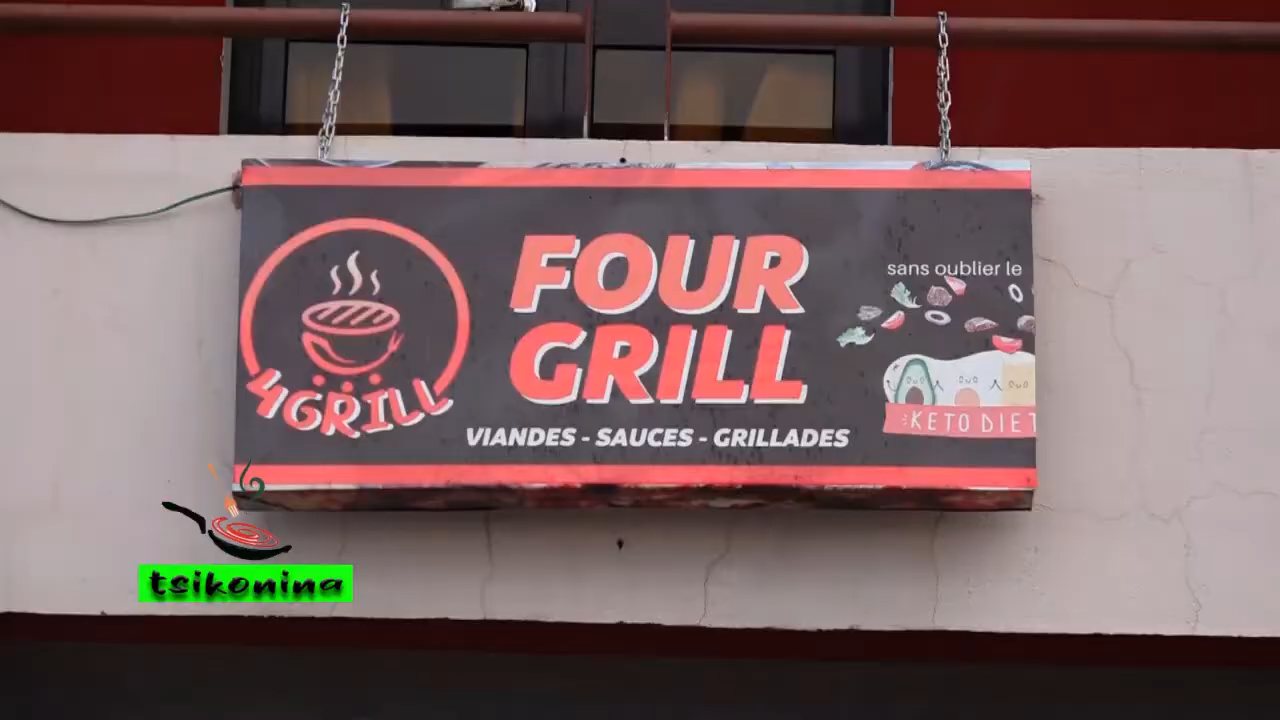 4GRILL
FOUR
GRILL
VIANDES - SAUCES - GRILLADES
sans oublier le
KETO DIET
tsikonina